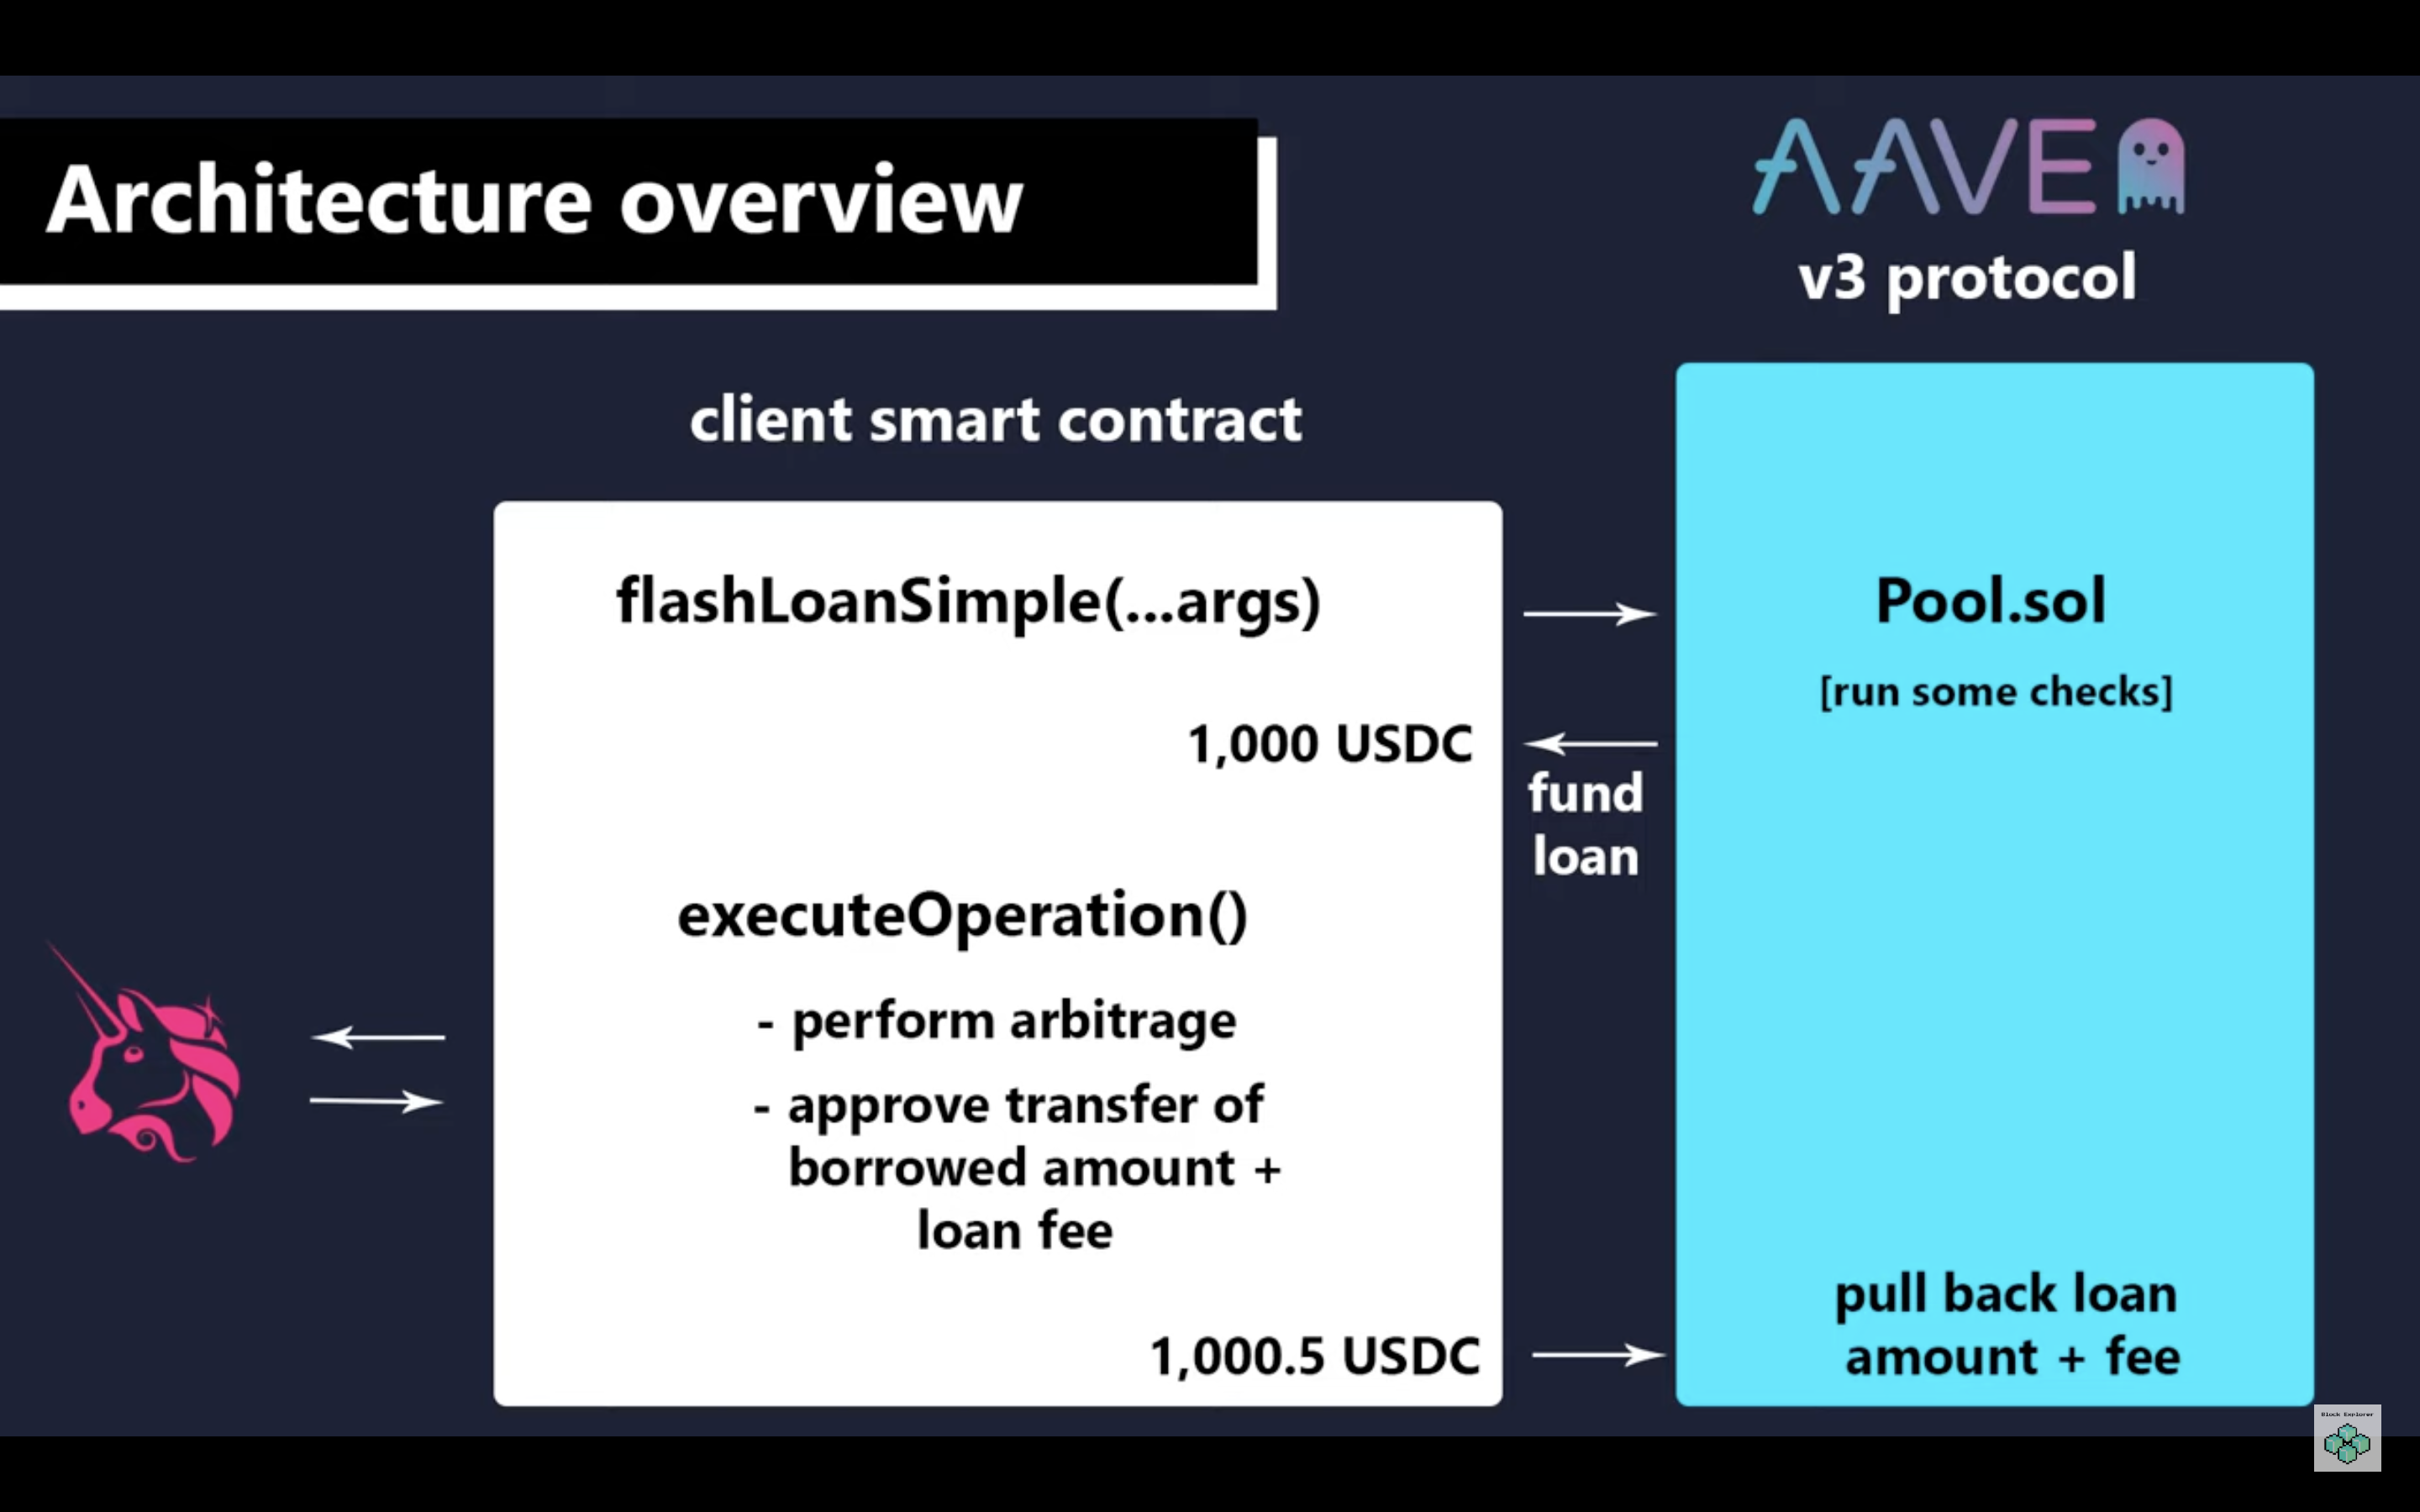 Architecture overview
AAVE
v3 protocol
client smart contract
flashLoanSimple(...args)
Pool.sol
[run some checks]
1,000 USDC
fund
loan
executeOperation()
- perform arbitrage
- approve transfer of
borrowed amount +
loan fee
1,000.5 USDC
pull back loan
amount + fee
Block Explorer